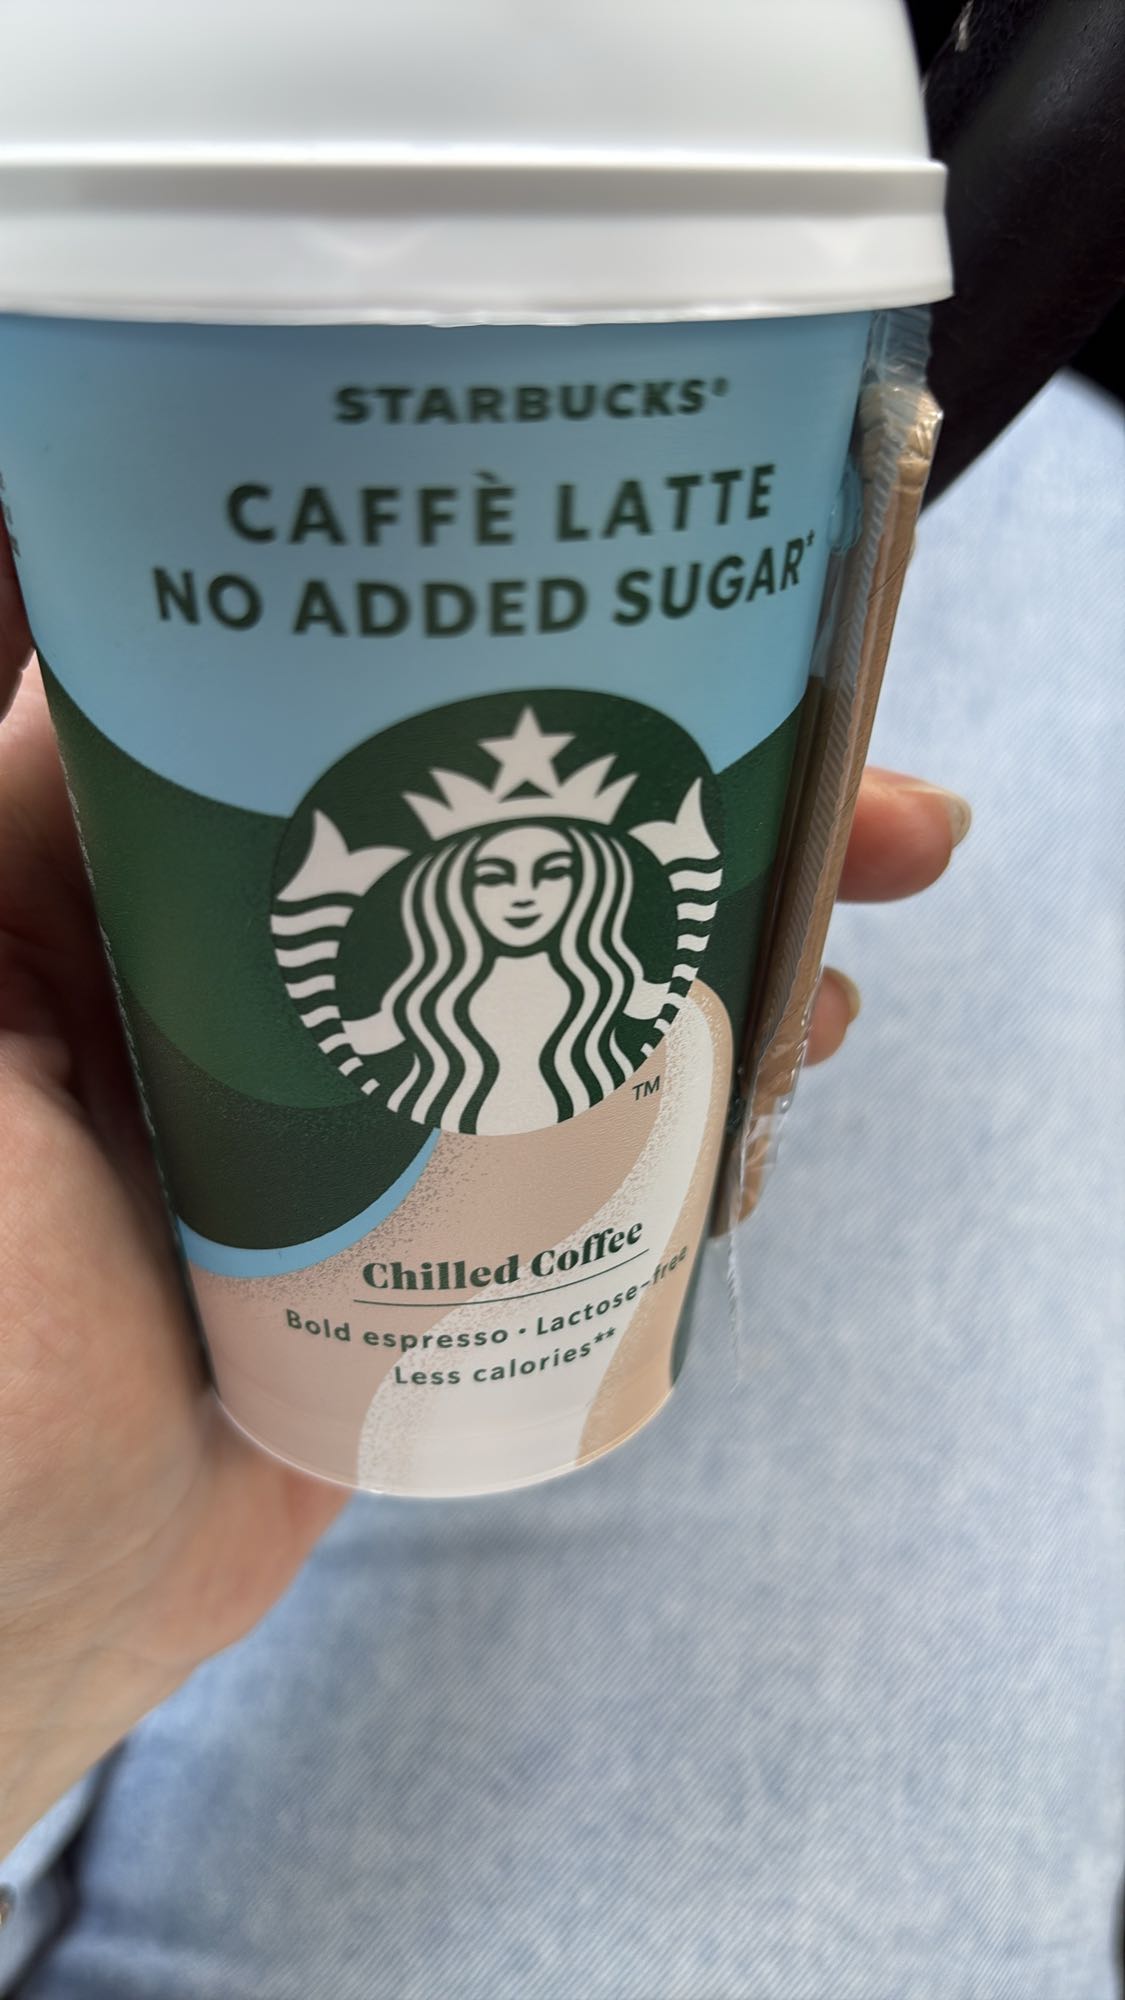 STARBUCKS®
CAFFÈ LATTE
NO ADDED SUGAR*
TM
Chilled Coffee
Bold espresso · Lactose-free
Less calories**